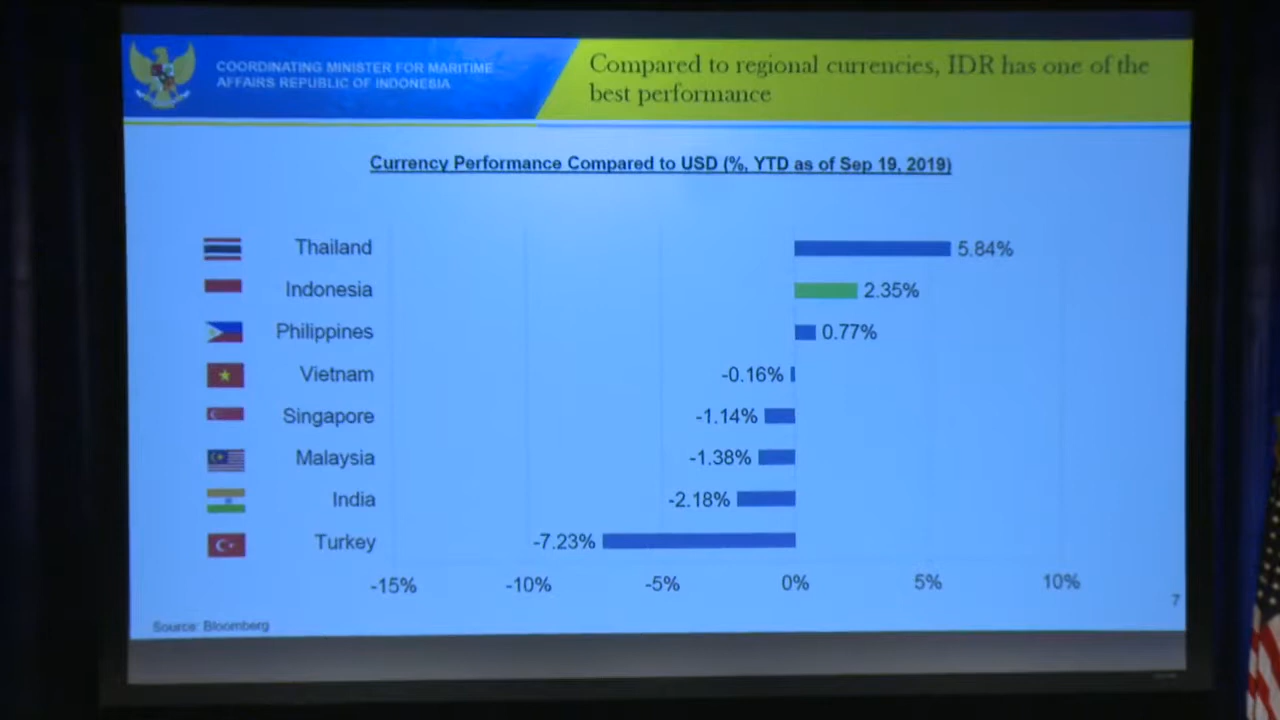 COORDINATING MINISTER FOR MARITIME
AFFAIRS REPUBLIC OF INDONESIA
Compared to regional currencies, IDR has one of the
best performance
Currency Performance Compared to USD (%, YTD as of Sep 19, 2019)
Thailand 5.84%
Indonesia 2.35%
Philippines 0.77%
Vietnam -0.16%
Singapore -1.14%
Malaysia -1.38%
India -2.18%
Turkey -7.23%
-15% -10% -5% 0% 5% 10%
7
Source: Bloomberg